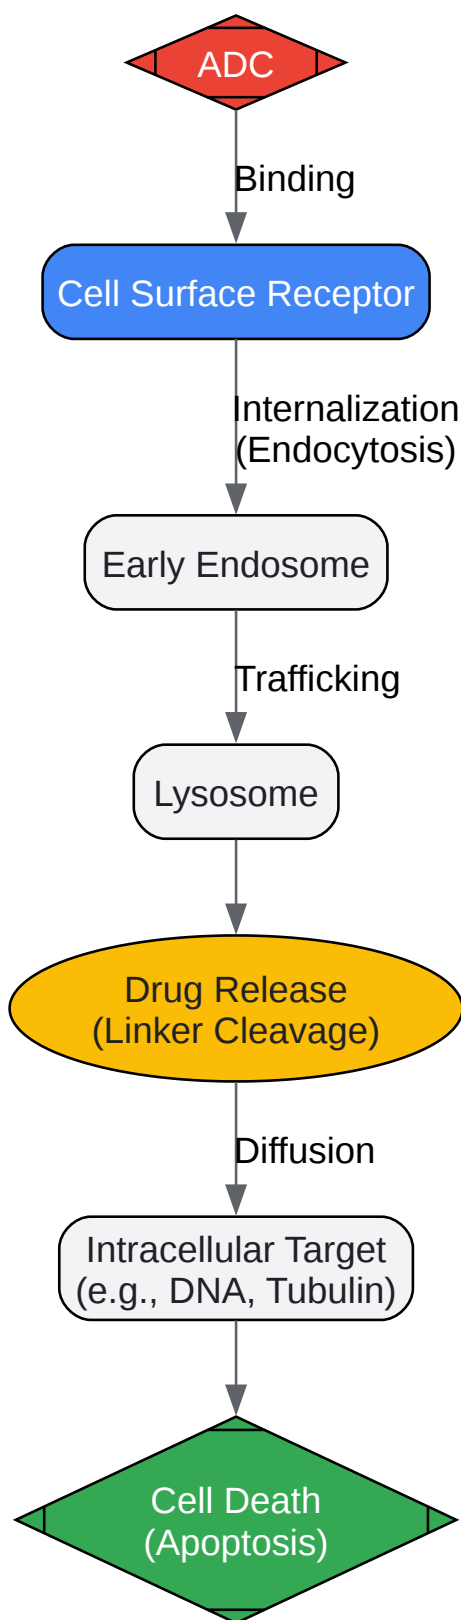 ADC
Binding
Cell Surface Receptor
Internalization
(Endocytosis)
Early Endosome
Trafficking
Lysosome
Drug Release
(Linker Cleavage)
Diffusion
Intracellular Target
(e.g., DNA, Tubulin)
Cell Death
(Apoptosis)